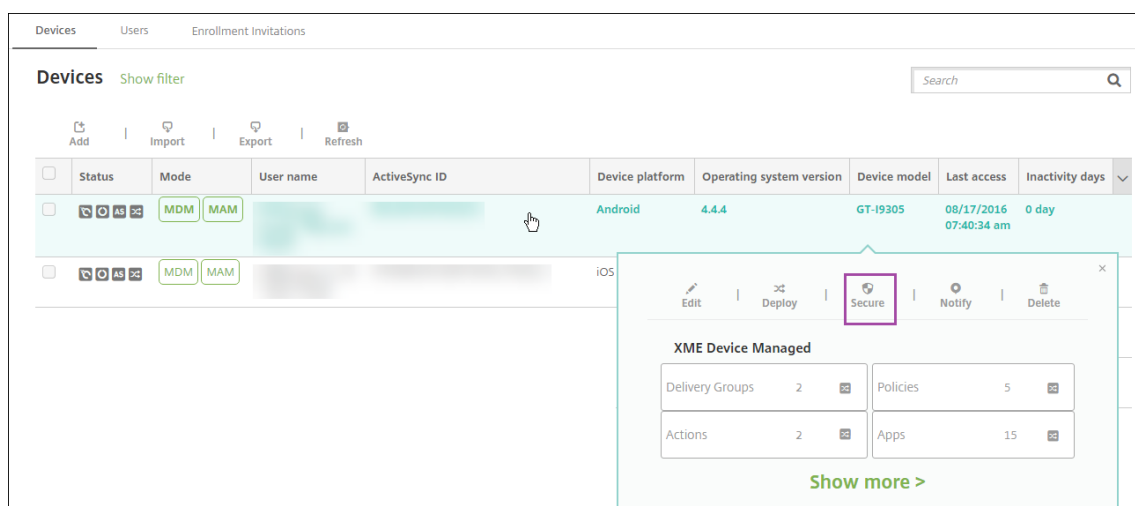 Devices Users Enrollment Invitations
Devices Show filter
Search
Add | Import | Export | Refresh
Status Mode User name ActiveSync ID Device platform Operating system version Device model Last access Inactivity days
AS MDM MAM Android 4.4.4 GT-I9305 08/17/2016 0 day
07:40:34 am
AS MDM MAM iOS
×
Edit | Deploy | Secure | Notify | Delete
XME Device Managed
Delivery Groups 2 Policies 5
Actions 2 Apps 15
Show more >